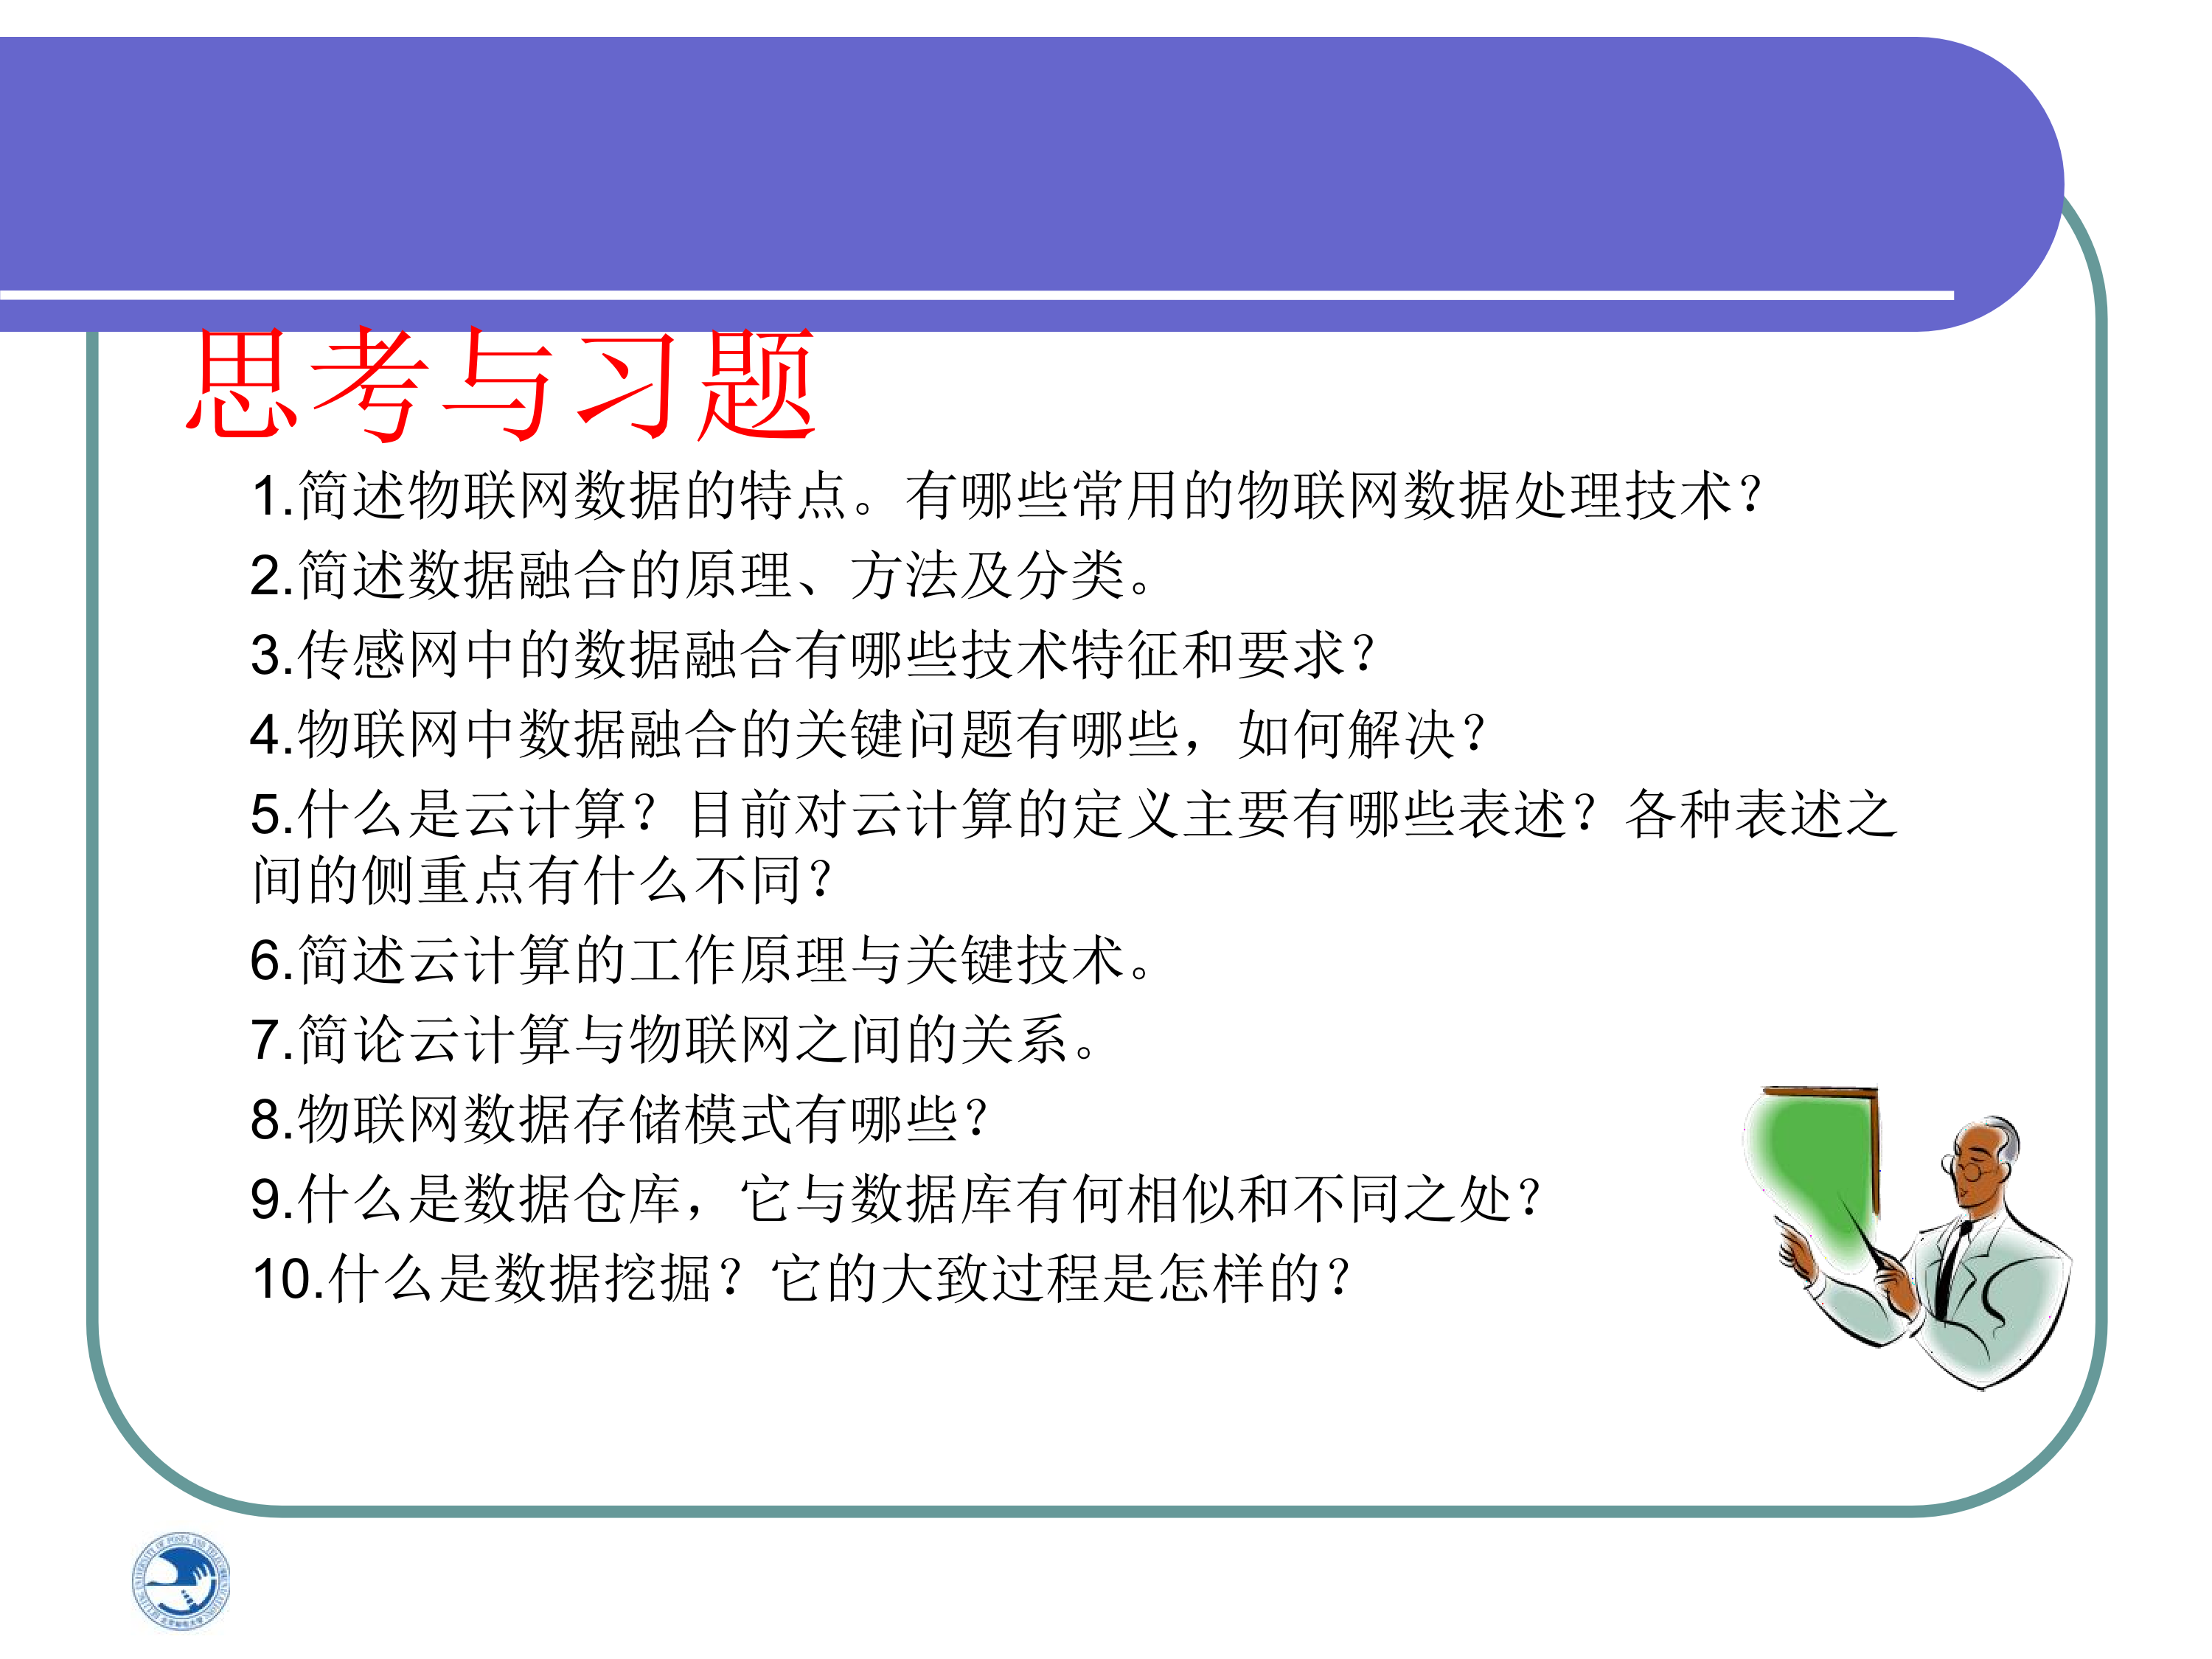 思考与习题
1.简述物联网数据的特点。有哪些常用的物联网数据处理技术？
2.简述数据融合的原理、方法及分类。
3.传感网中的数据融合有哪些技术特征和要求？
4.物联网中数据融合的关键问题有哪些，如何解决？
5.什么是云计算？目前对云计算的定义主要有哪些表述？各种表述之
间的侧重点有什么不同？
6.简述云计算的工作原理与关键技术。
7.简论云计算与物联网之间的关系。
8.物联网数据存储模式有哪些？
9.什么是数据仓库，它与数据库有何相似和不同之处？
10.什么是数据挖掘？它的大致过程是怎样的？